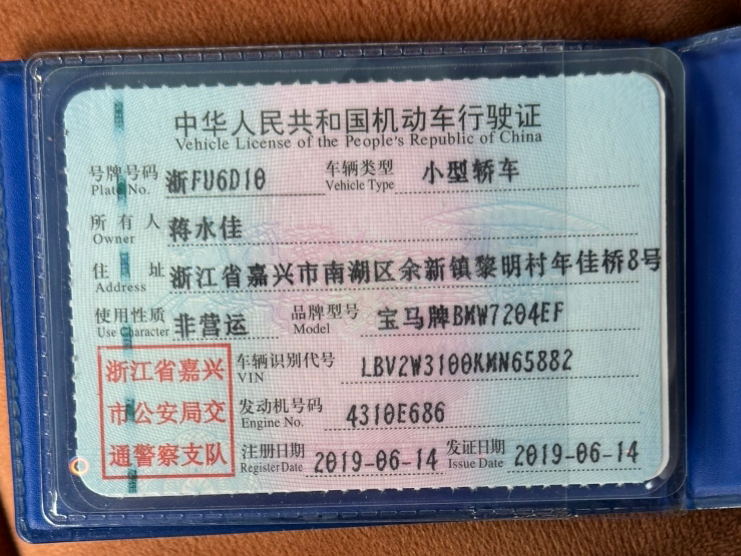 中华人民共和国机动车行驶证
Vehicle License of the People's Republic of China
号牌号码 浙FU6D10 车辆类型 小型轿车
Plate No. Vehicle Type
所有人 蒋水佳
Owner
住址 浙江省嘉兴市南湖区余新镇黎明村年佳桥8号
Address
使用性质 非营运 品牌型号 宝马牌BMW7204EF
Use Character Model
浙江省嘉兴
市公安局交
通警察支队
车辆识别代号 LBV2W3100KMN65882
VIN
发动机号码 4310E686
Engine No.
注册日期 2019-06-14 发证日期 2019-06-14
Register Date Issue Date